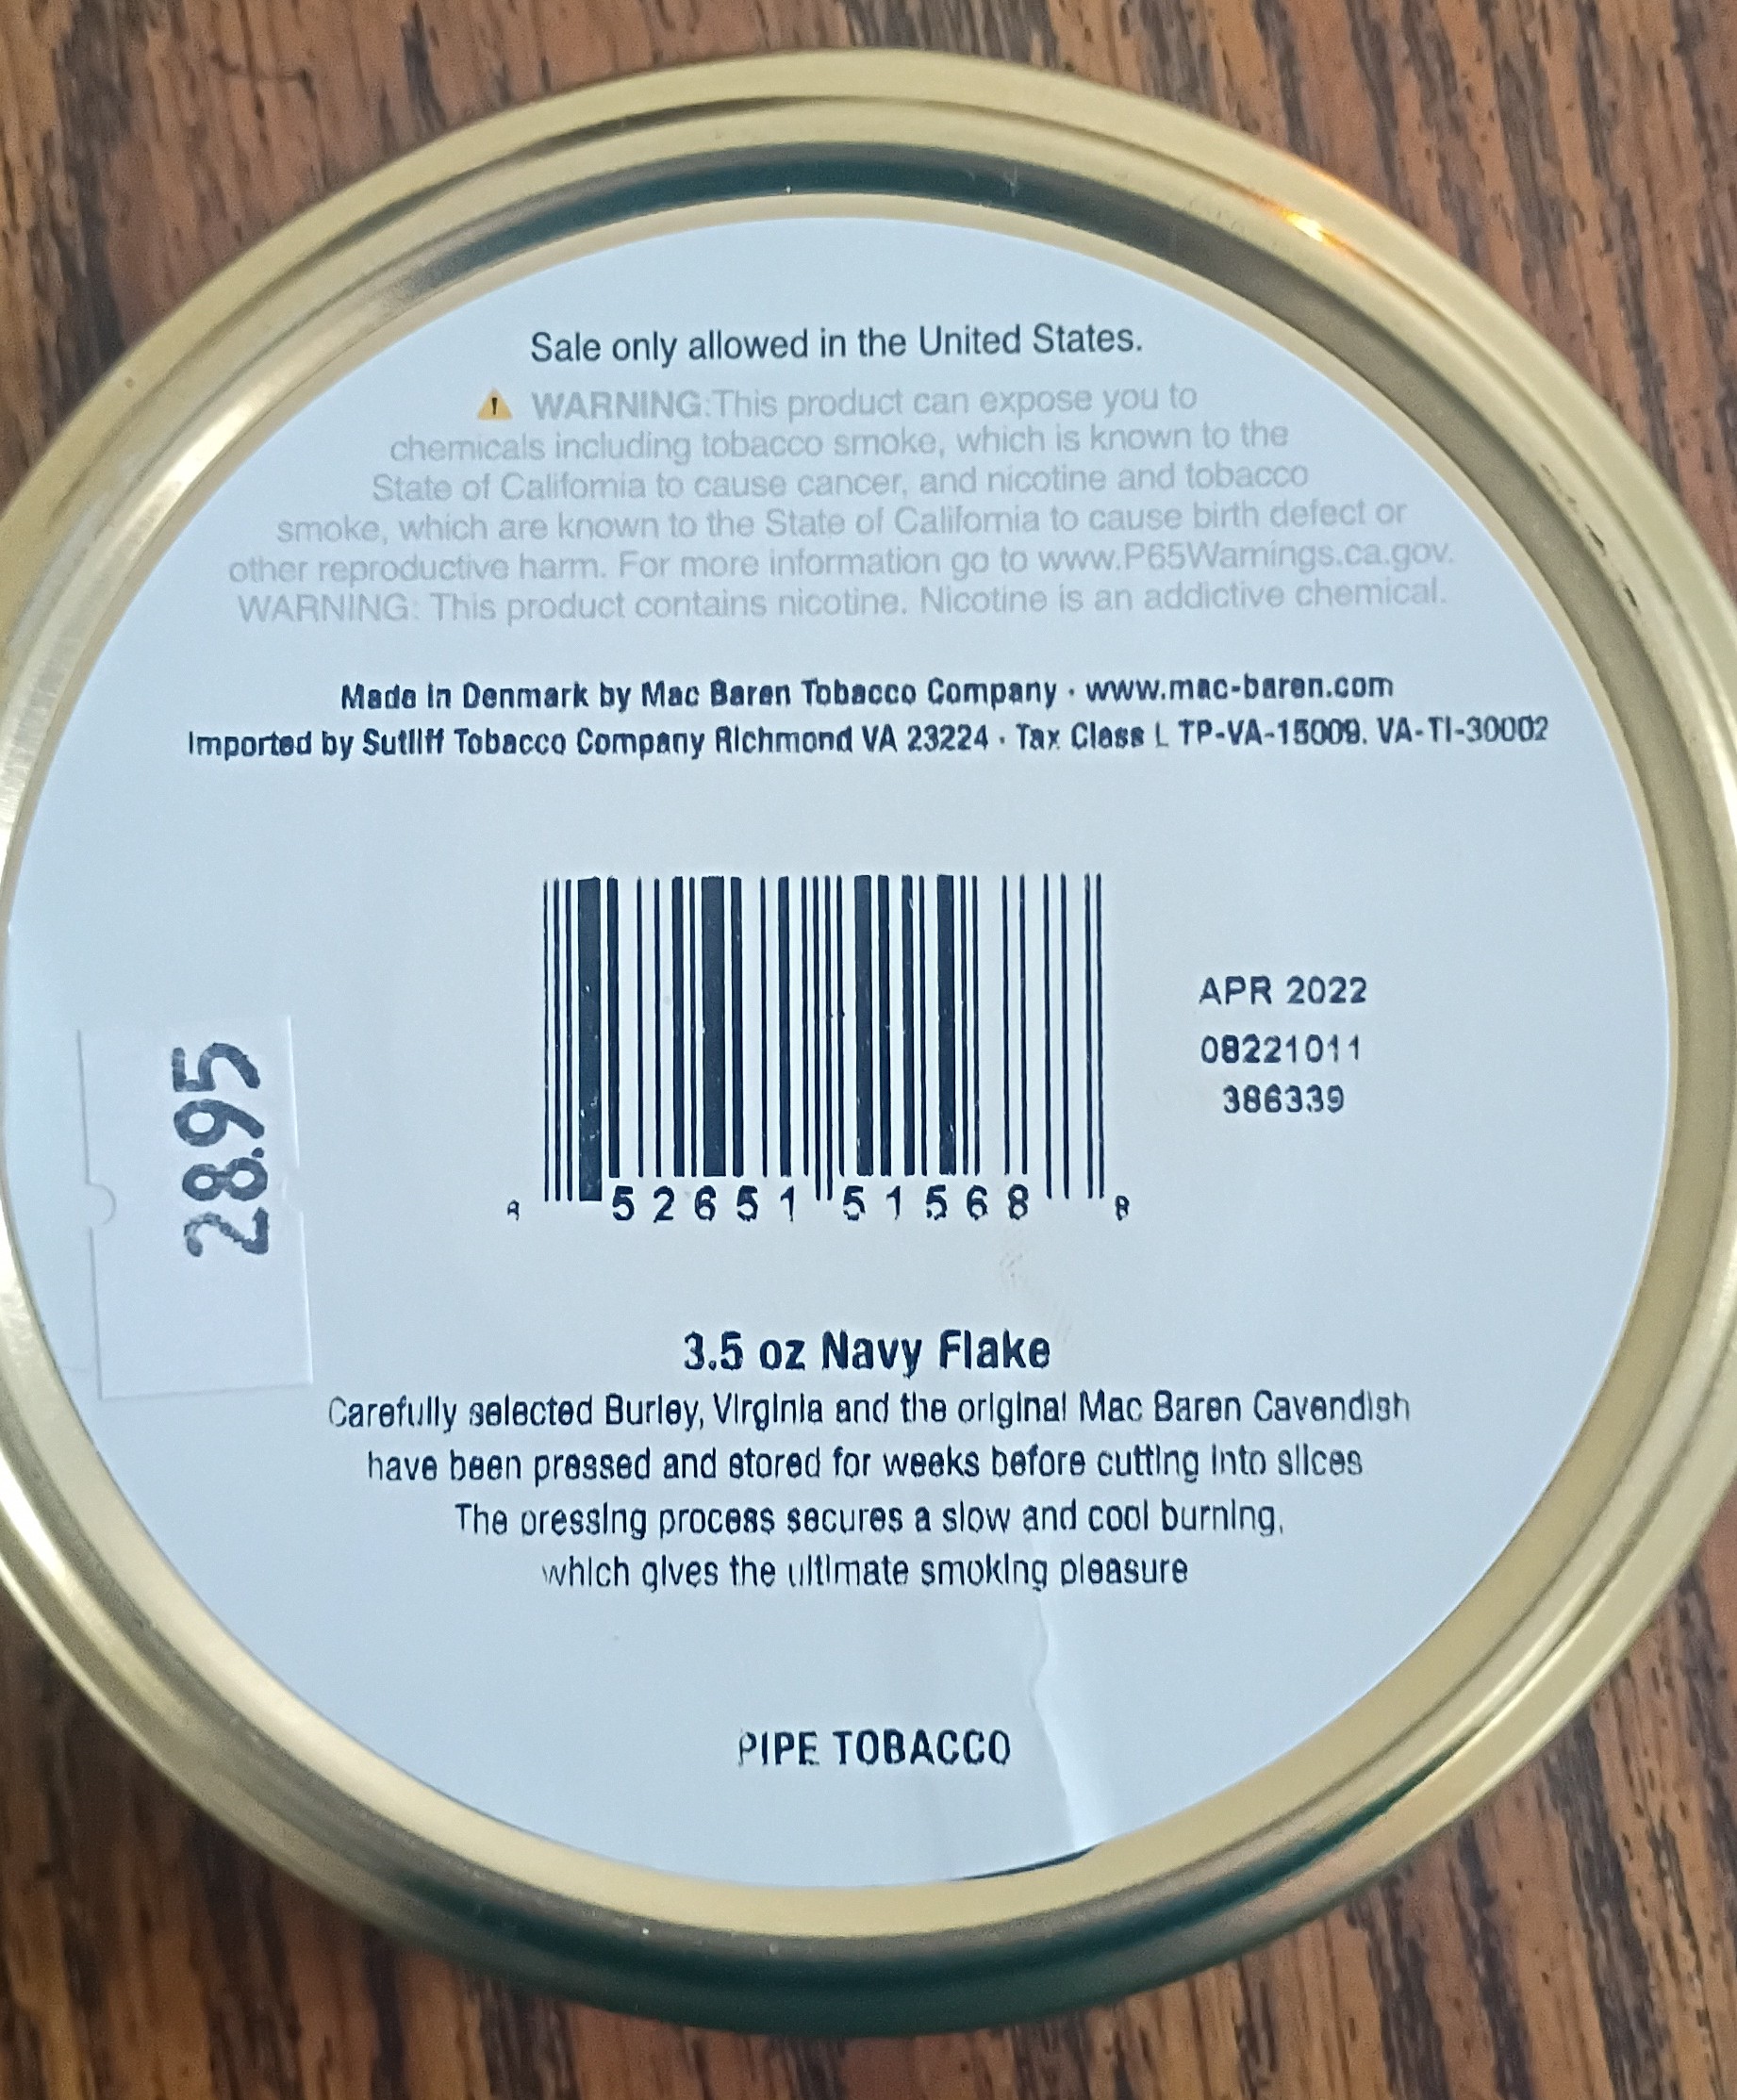 Sale only allowed in the United States.
⚠ WARNING:This product can expose you to
chemicals including tobacco smoke, which is known to the
State of California to cause cancer, and nicotine and tobacco
smoke, which are known to the State of California to cause birth defect or
other reproductive harm. For more information go to www.P65Warnings.ca.gov.
WARNING: This product contains nicotine. Nicotine is an addictive chemical.
Made in Denmark by Mac Baren Tobacco Company · www.mac-baren.com
Imported by Sutliff Tobacco Company Richmond VA 23224 · Tax Class L TP-VA-15009. VA-TI-30002
APR 2022
08221011
386339
28.95
52651 51568 8
3.5 oz Navy Flake
Carefully selected Burley, Virginia and the original Mac Baren Cavendish
have been pressed and stored for weeks before cutting into slices
The pressing process secures a slow and cool burning,
which gives the ultimate smoking pleasure
PIPE TOBACCO